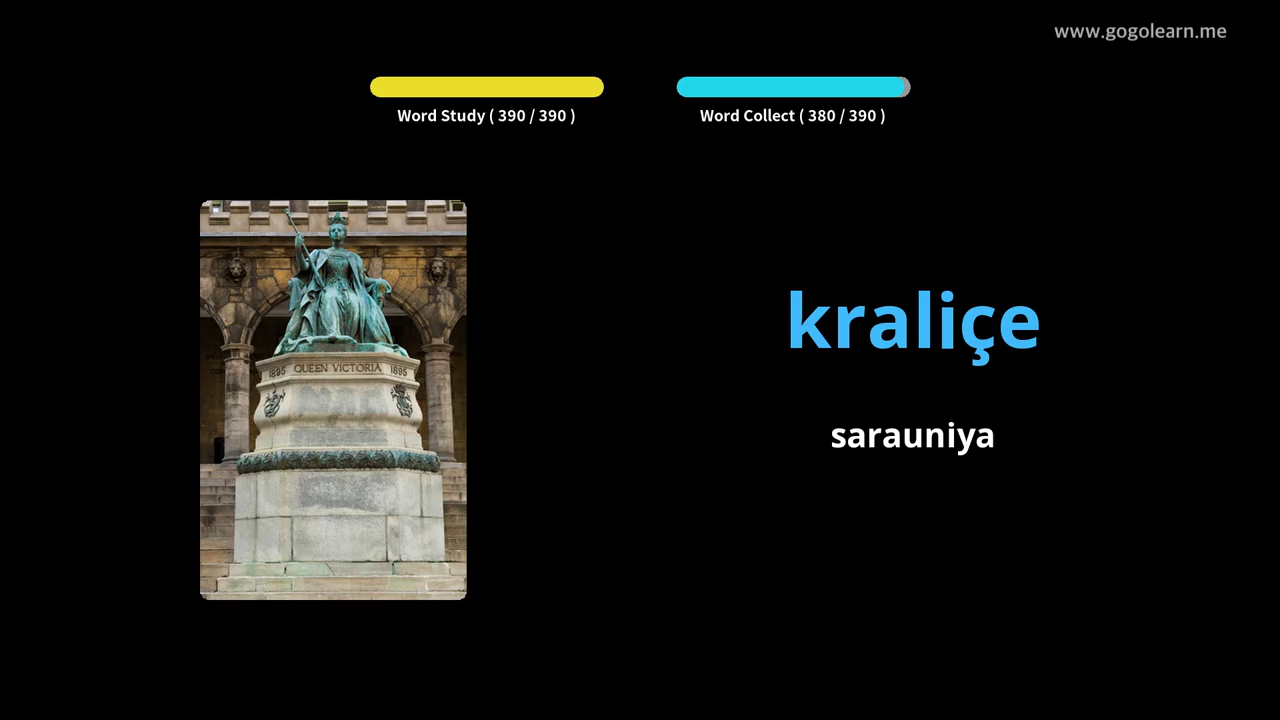 www.gogolearn.me
Word Study ( 390 / 390 )
Word Collect ( 380 / 390 )
1895 QUEEN VICTORIA 1895
kraliçe
sarauniya